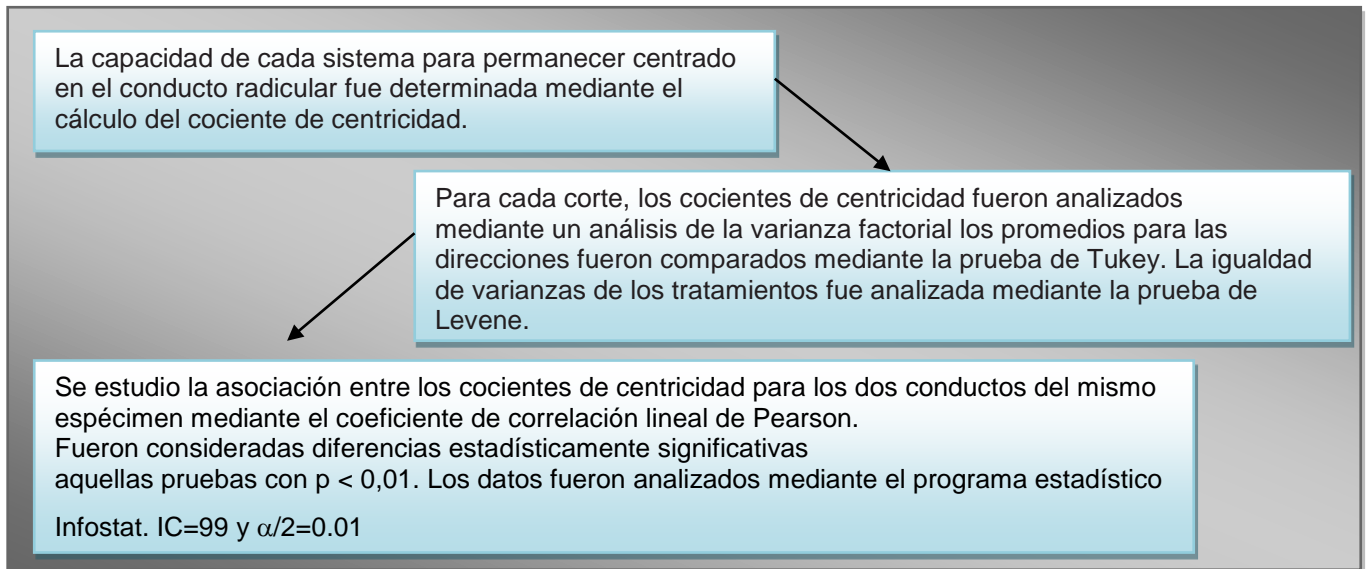 La capacidad de cada sistema para permanecer centrado
en el conducto radicular fue determinada mediante el
cálculo del cociente de centricidad.
Para cada corte, los cocientes de centricidad fueron analizados
mediante un análisis de la varianza factorial los promedios para las
direcciones fueron comparados mediante la prueba de Tukey. La igualdad
de varianzas de los tratamientos fue analizada mediante la prueba de
Levene.
Se estudio la asociación entre los cocientes de centricidad para los dos conductos del mismo
espécimen mediante el coeficiente de correlación lineal de Pearson.
Fueron consideradas diferencias estadísticamente significativas
aquellas pruebas con p < 0,01. Los datos fueron analizados mediante el programa estadístico
Infostat. IC=99 y α/2=0.01